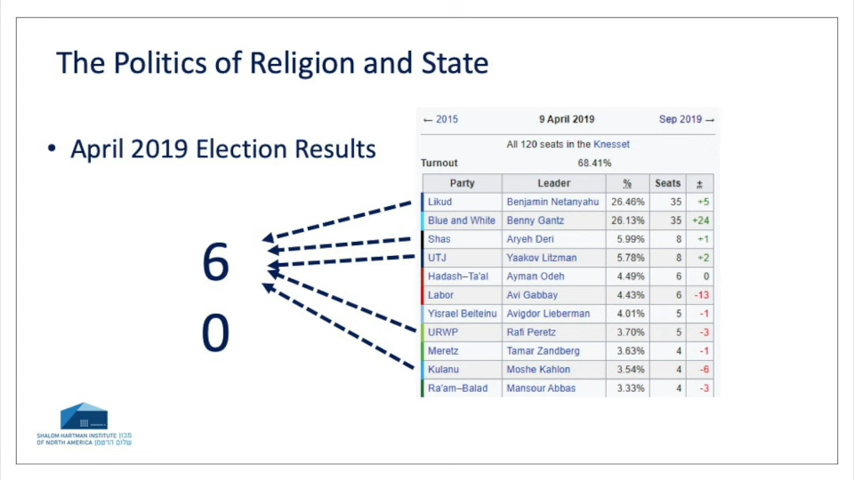 The Politics of Religion and State
• April 2019 Election Results
6
0
← 2015 9 April 2019 Sep 2019 →
All 120 seats in the Knesset
Turnout 68.41%
Party Leader % Seats ±
Likud Benjamin Netanyahu 26.46% 35 +5
Blue and White Benny Gantz 26.13% 35 +24
Shas Aryeh Deri 5.99% 8 +1
UTJ Yaakov Litzman 5.78% 8 +2
Hadash–Ta'al Ayman Odeh 4.49% 6 0
Labor Avi Gabbay 4.43% 6 -13
Yisrael Beiteinu Avigdor Lieberman 4.01% 5 -1
URWP Rafi Peretz 3.70% 5 -3
Meretz Tamar Zandberg 3.63% 4 -1
Kulanu Moshe Kahlon 3.54% 4 -6
Ra'am–Balad Mansour Abbas 3.33% 4 -3
SHALOM HARTMAN INSTITUTE מכון
OF NORTH AMERICA שלום הרטמן